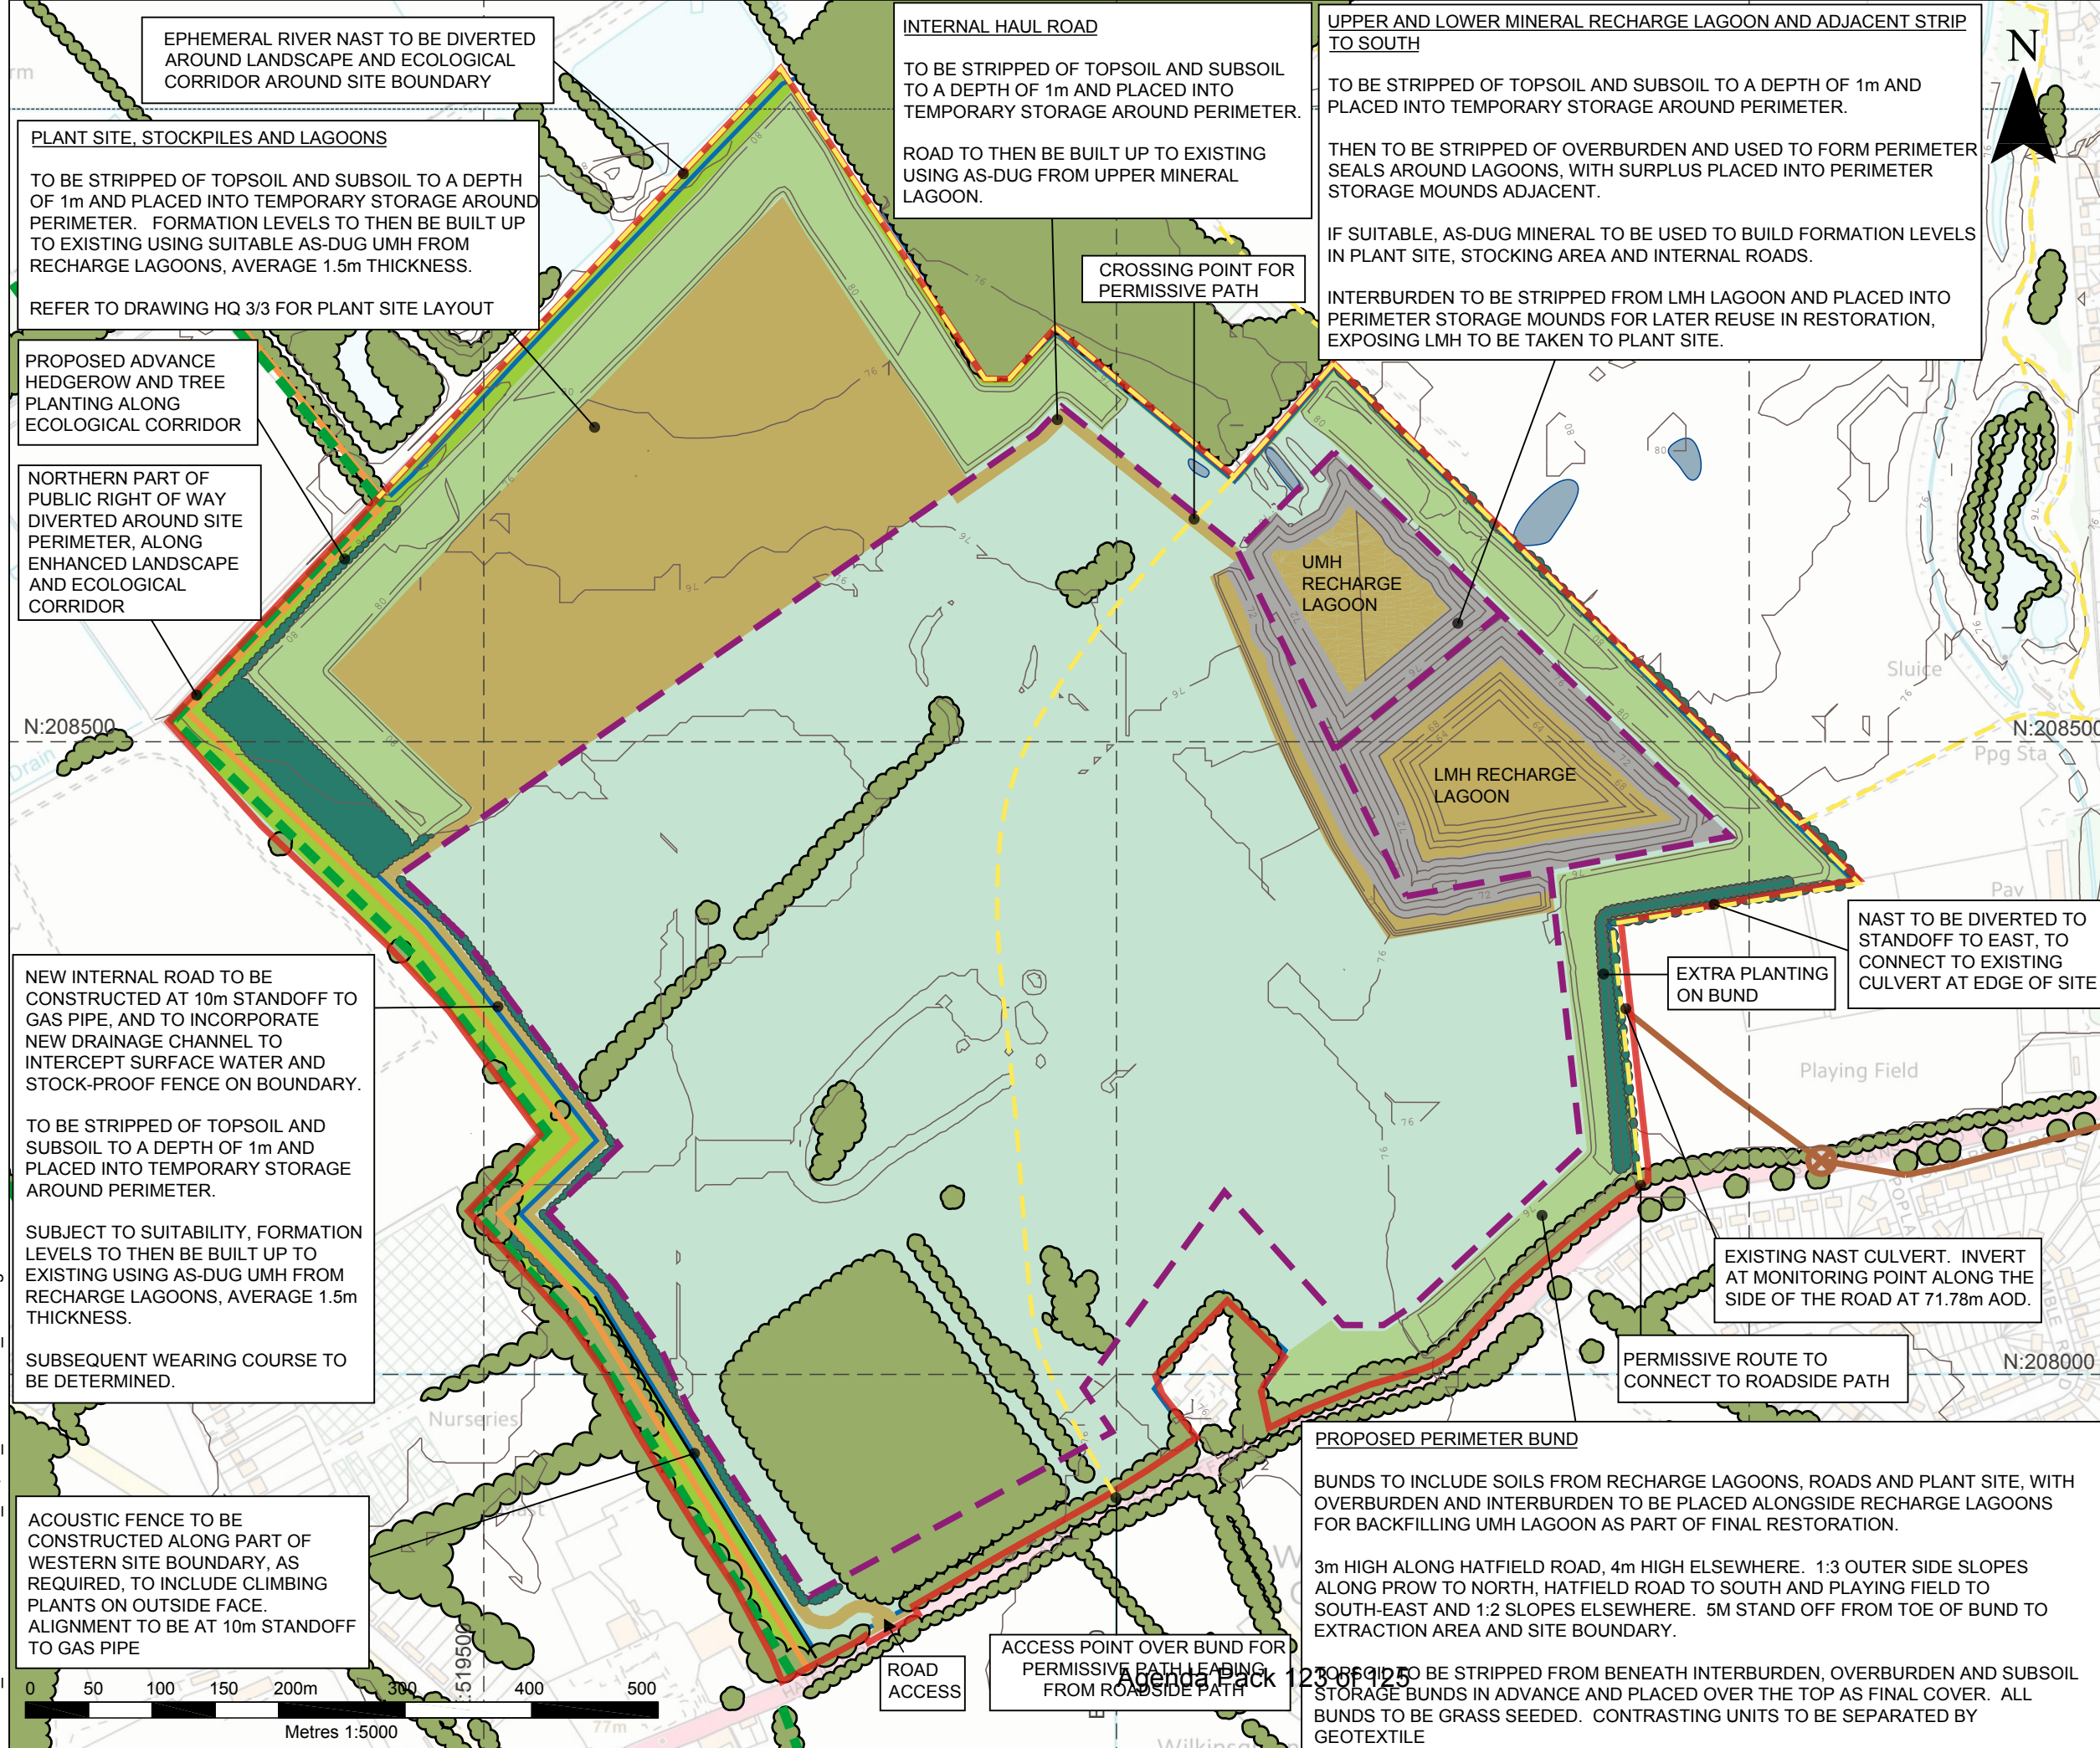 EPHEMERAL RIVER NAST TO BE DIVERTED
AROUND LANDSCAPE AND ECOLOGICAL
CORRIDOR AROUND SITE BOUNDARY
INTERNAL HAUL ROAD
TO BE STRIPPED OF TOPSOIL AND SUBSOIL
TO A DEPTH OF 1m AND PLACED INTO
TEMPORARY STORAGE AROUND PERIMETER.
ROAD TO THEN BE BUILT UP TO EXISTING
USING AS-DUG FROM UPPER MINERAL
LAGOON.
UPPER AND LOWER MINERAL RECHARGE LAGOON AND ADJACENT STRIP
TO SOUTH
TO BE STRIPPED OF TOPSOIL AND SUBSOIL TO A DEPTH OF 1m AND
PLACED INTO TEMPORARY STORAGE AROUND PERIMETER.
THEN TO BE STRIPPED OF OVERBURDEN AND USED TO FORM PERIMETER
SEALS AROUND LAGOONS, WITH SURPLUS PLACED INTO PERIMETER
STORAGE MOUNDS ADJACENT.
IF SUITABLE, AS-DUG MINERAL TO BE USED TO BUILD FORMATION LEVELS
IN PLANT SITE, STOCKING AREA AND INTERNAL ROADS.
INTERBURDEN TO BE STRIPPED FROM LMH LAGOON AND PLACED INTO
PERIMETER STORAGE MOUNDS FOR LATER REUSE IN RESTORATION,
EXPOSING LMH TO BE TAKEN TO PLANT SITE.
N
PLANT SITE, STOCKPILES AND LAGOONS
TO BE STRIPPED OF TOPSOIL AND SUBSOIL TO A DEPTH
OF 1m AND PLACED INTO TEMPORARY STORAGE AROUND
PERIMETER. FORMATION LEVELS TO THEN BE BUILT UP
TO EXISTING USING SUITABLE AS-DUG UMH FROM
RECHARGE LAGOONS, AVERAGE 1.5m THICKNESS.
REFER TO DRAWING HQ 3/3 FOR PLANT SITE LAYOUT
CROSSING POINT FOR
PERMISSIVE PATH
PROPOSED ADVANCE
HEDGEROW AND TREE
PLANTING ALONG
ECOLOGICAL CORRIDOR
NORTHERN PART OF
PUBLIC RIGHT OF WAY
DIVERTED AROUND SITE
PERIMETER, ALONG
ENHANCED LANDSCAPE
AND ECOLOGICAL
CORRIDOR
UMH
RECHARGE
LAGOON
LMH RECHARGE
LAGOON
Sluice
N:208500
N:208500
Drain
Ppg Sta
Pav
NAST TO BE DIVERTED TO
STANDOFF TO EAST, TO
CONNECT TO EXISTING
CULVERT AT EDGE OF SITE
EXTRA PLANTING
ON BUND
Playing Field
NEW INTERNAL ROAD TO BE
CONSTRUCTED AT 10m STANDOFF TO
GAS PIPE, AND TO INCORPORATE
NEW DRAINAGE CHANNEL TO
INTERCEPT SURFACE WATER AND
STOCK-PROOF FENCE ON BOUNDARY.
TO BE STRIPPED OF TOPSOIL AND
SUBSOIL TO A DEPTH OF 1m AND
PLACED INTO TEMPORARY STORAGE
AROUND PERIMETER.
SUBJECT TO SUITABILITY, FORMATION
LEVELS TO THEN BE BUILT UP TO
EXISTING USING AS-DUG UMH FROM
RECHARGE LAGOONS, AVERAGE 1.5m
THICKNESS.
SUBSEQUENT WEARING COURSE TO
BE DETERMINED.
EXISTING NAST CULVERT. INVERT
AT MONITORING POINT ALONG THE
SIDE OF THE ROAD AT 71.78m AOD.
PERMISSIVE ROUTE TO
CONNECT TO ROADSIDE PATH
N:208000
Nurseries
ACOUSTIC FENCE TO BE
CONSTRUCTED ALONG PART OF
WESTERN SITE BOUNDARY, AS
REQUIRED, TO INCLUDE CLIMBING
PLANTS ON OUTSIDE FACE.
ALIGNMENT TO BE AT 10m STANDOFF
TO GAS PIPE
PROPOSED PERIMETER BUND
BUNDS TO INCLUDE SOILS FROM RECHARGE LAGOONS, ROADS AND PLANT SITE, WITH
OVERBURDEN AND INTERBURDEN TO BE PLACED ALONGSIDE RECHARGE LAGOONS
FOR BACKFILLING UMH LAGOON AS PART OF FINAL RESTORATION.
3m HIGH ALONG HATFIELD ROAD, 4m HIGH ELSEWHERE. 1:3 OUTER SIDE SLOPES
ALONG PROW TO NORTH, HATFIELD ROAD TO SOUTH AND PLAYING FIELD TO
SOUTH-EAST AND 1:2 SLOPES ELSEWHERE. 5M STAND OFF FROM TOE OF BUND TO
EXTRACTION AREA AND SITE BOUNDARY.
TOPSOIL TO BE STRIPPED FROM BENEATH INTERBURDEN, OVERBURDEN AND SUBSOIL
STORAGE BUNDS IN ADVANCE AND PLACED OVER THE TOP AS FINAL COVER. ALL
BUNDS TO BE GRASS SEEDED. CONTRASTING UNITS TO BE SEPARATED BY
GEOTEXTILE
ROAD
ACCESS
ACCESS POINT OVER BUND FOR
PERMISSIVE PATH LEADING
FROM ROADSIDE PATH
Agenda Pack 123 of 125
:519500
0 50 100 150 200m 300 400 500
Metres 1:5000
77m